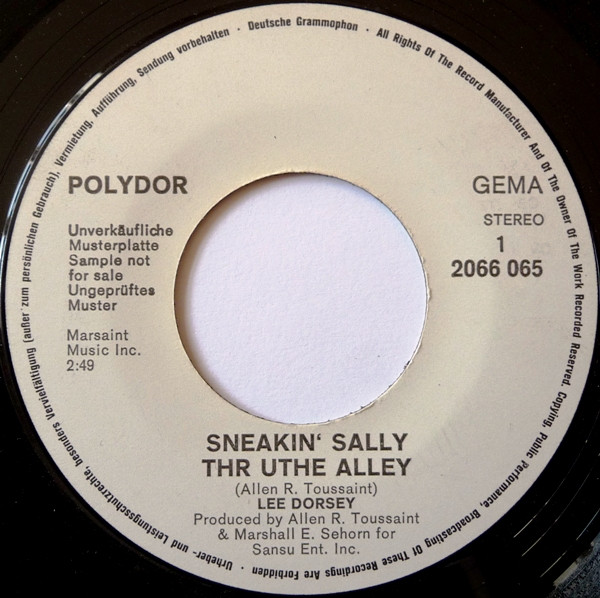 Urheber- und Leistungsschutzrechte, besonders Vervielfältigung (außer zum persönlichen Gebrauch), Vermietung, Aufführung, Sendung vorbehalten · Deutsche Grammophon · All Rights Of The Record Manufacturer And Of The Owner Of The Work Recorded Reserved. Copying, Public Performance, Broadcasting Of These Recordings Are Forbidden ·
POLYDOR
GEMA
STEREO
1
2066 065
Unverkäufliche
Musterplatte
Sample not
for sale
Ungeprüftes
Muster
Marsaint
Music Inc.
2:49
SNEAKIN‘ SALLY
THR UTHE ALLEY
(Allen R. Toussaint)
LEE DORSEY
Produced by Allen R. Toussaint
& Marshall E. Sehorn for
Sansu Ent. Inc.